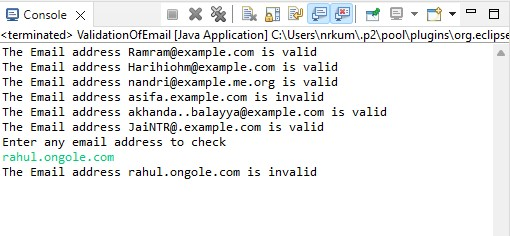 Console ×
<terminated> ValidationOfEmail [Java Application] C:\Users\nrkum\.p2\pool\plugins\org.eclipse
The Email address Ramram@example.com is valid
The Email address Harihiohm@example.com is valid
The Email address nandri@example.me.org is valid
The Email address asifa.example.com is invalid
The Email address akhanda..balayya@example.com is valid
The Email address JaiNTR@.example.com is valid
Enter any email address to check
rahul.ongole.com
The Email address rahul.ongole.com is invalid